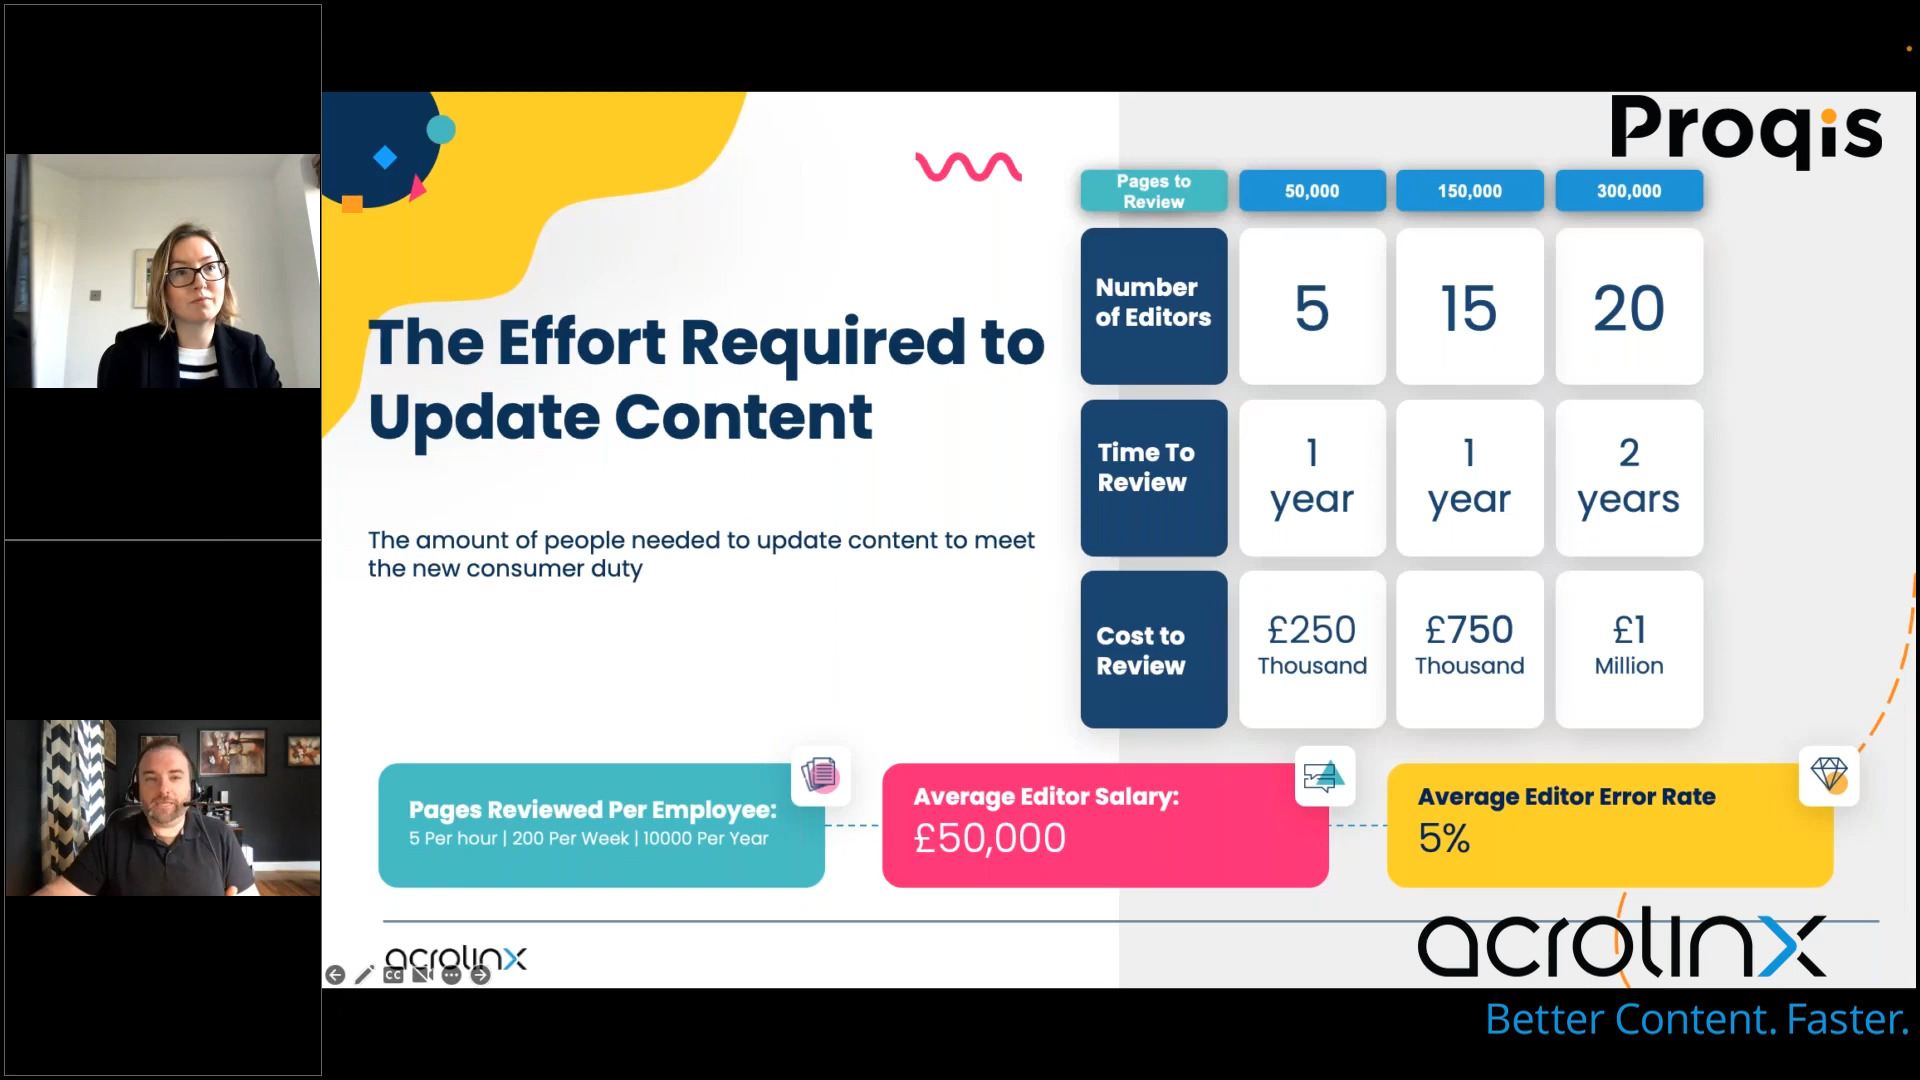 Proqis
The Effort Required to
Update Content
The amount of people needed to update content to meet
the new consumer duty
Pages to
Review
50,000
150,000
300,000
Number
of Editors
5
15
20
Time To
Review
1
year
1
year
2
years
Cost to
Review
£250
Thousand
£750
Thousand
£1
Million
Pages Reviewed Per Employee:
5 Per hour | 200 Per Week | 10000 Per Year
Average Editor Salary:
£50,000
Average Editor Error Rate
5%
acrolinx
CC
acrolinx
Better Content. Faster.